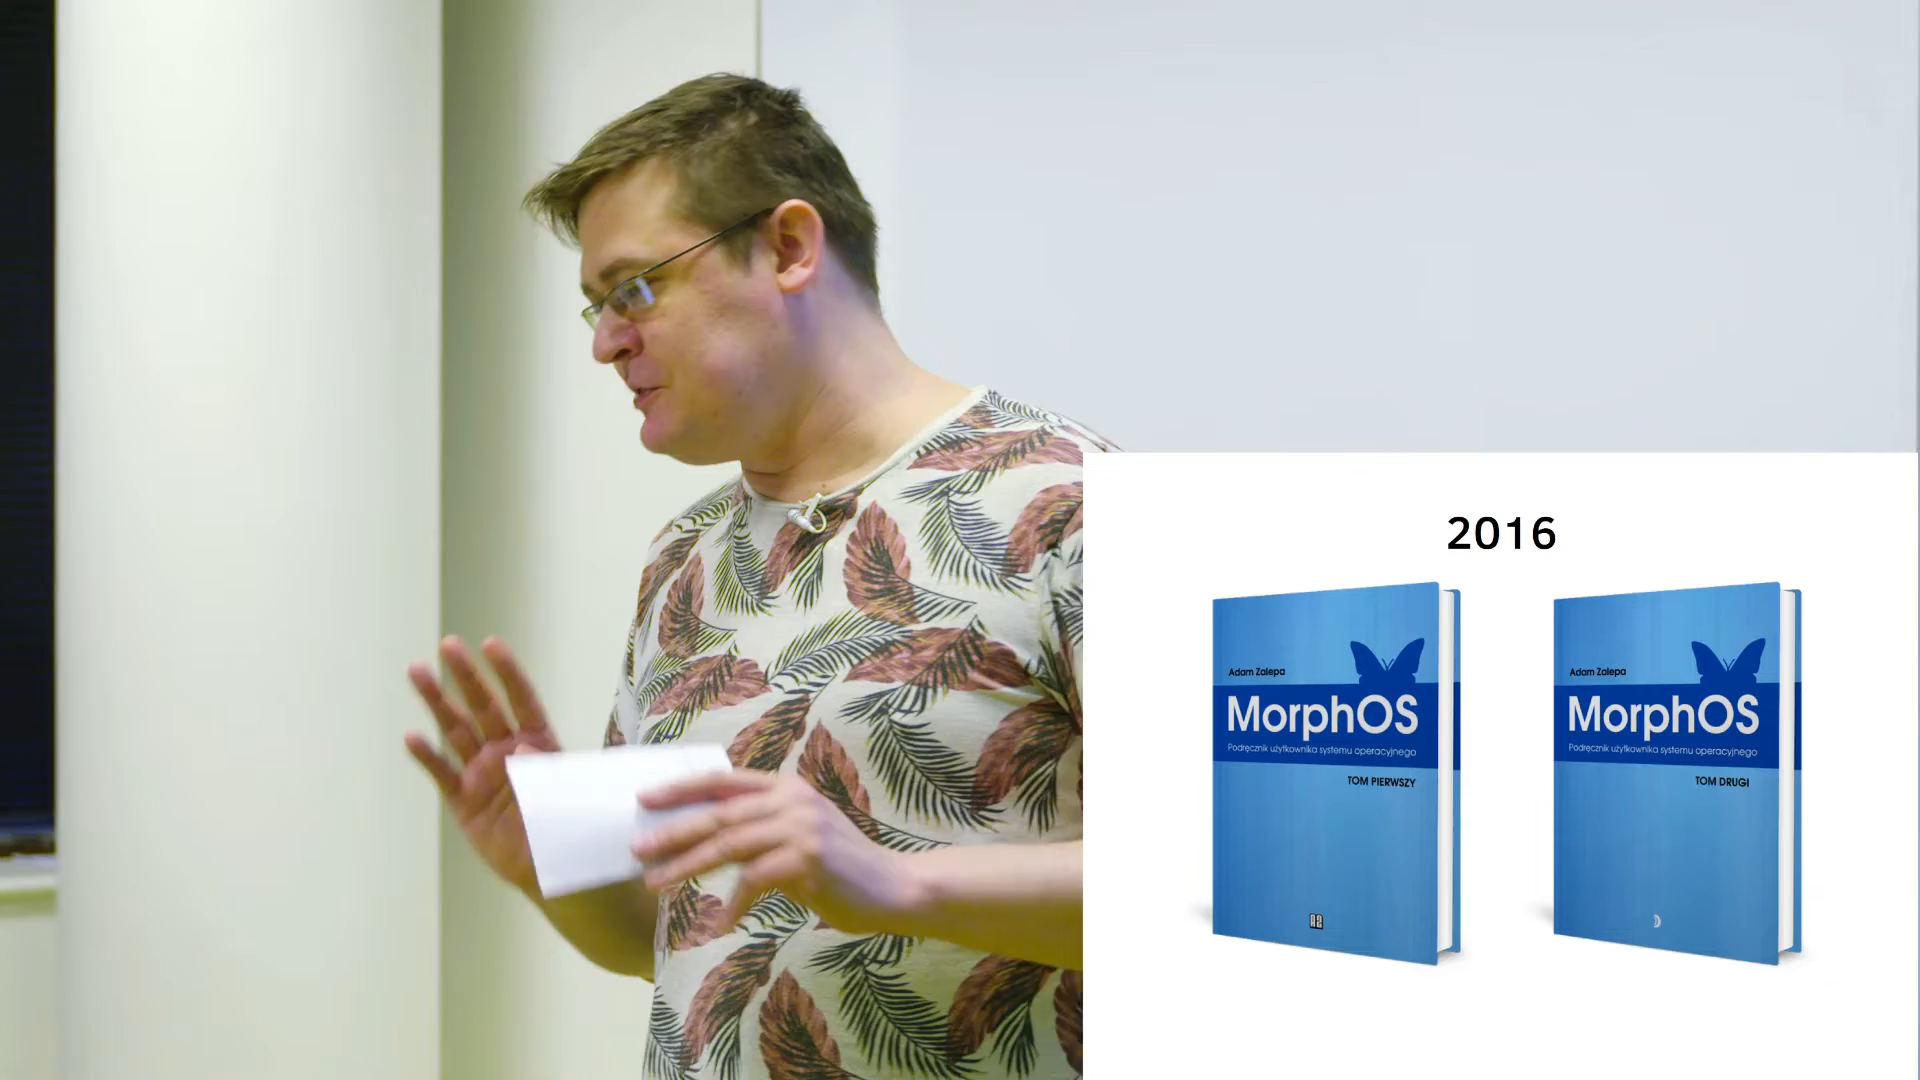 2016
Adam Zalepa
MorphOS
Podręcznik użytkownika systemu operacyjnego
TOM PIERWSZY
Adam Zalepa
MorphOS
Podręcznik użytkownika systemu operacyjnego
TOM DRUGI